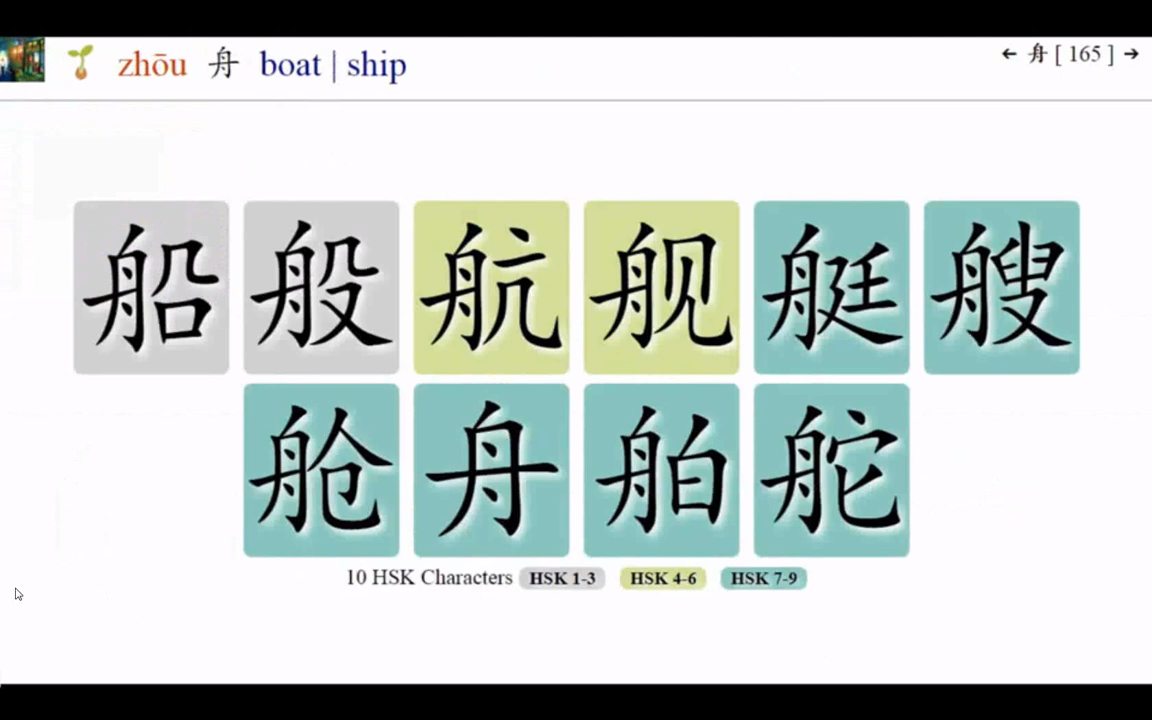 zhōu 舟 boat | ship
← 舟 [ 165 ] →
船 般 航 舰 艇 艘
舱 舟 舶 舵
10 HSK Characters HSK 1-3 HSK 4-6 HSK 7-9